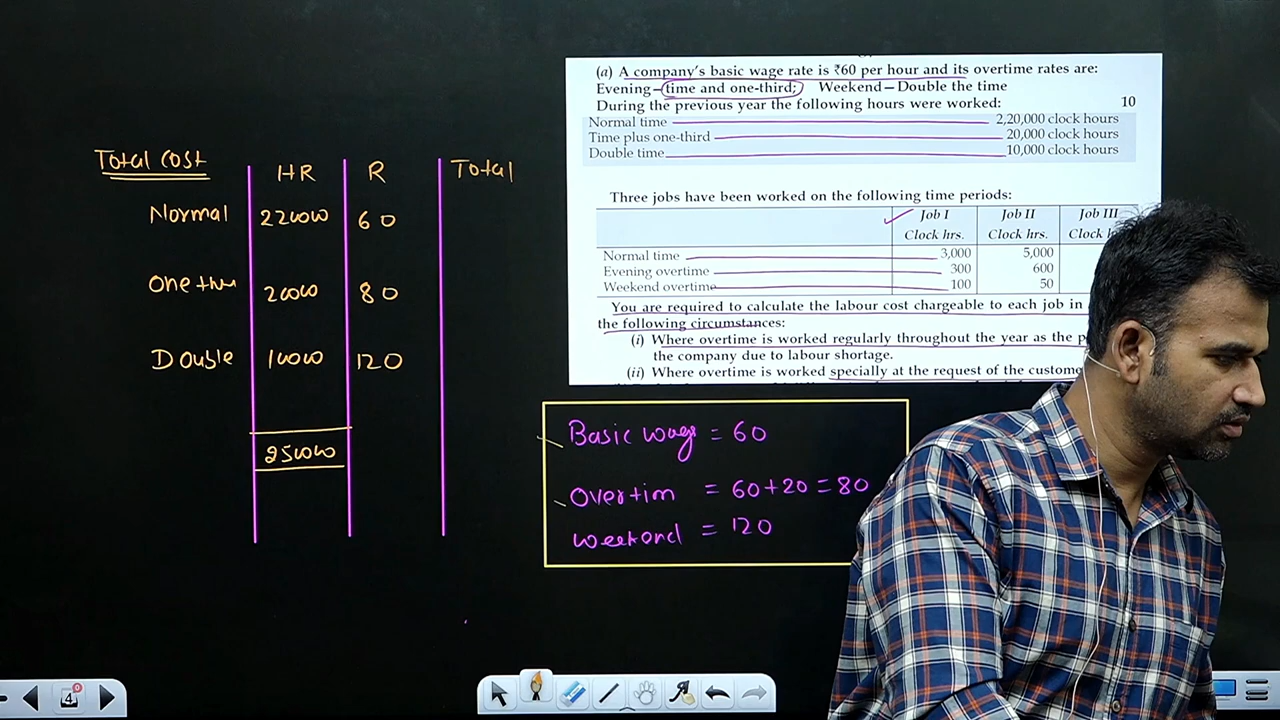 (a) A company's basic wage rate is ₹60 per hour and its overtime rates are:
Evening—time and one-third; Weekend—Double the time
During the previous year the following hours were worked: 10
Normal time 2,20,000 clock hours
Time plus one-third 20,000 clock hours
Double time 10,000 clock hours
Three jobs have been worked on the following time periods:
Job I Job II Job III
Clock hrs. Clock hrs. Clock
Normal time 3,000 5,000
Evening overtime 300 600
Weekend overtime 100 50
You are required to calculate the labour cost chargeable to each job in
the following circumstances:
(i) Where overtime is worked regularly throughout the year as the p
the company due to labour shortage.
(ii) Where overtime is worked specially at the request of the custome
Total cost HR R Total
Normal 220000 60
One thr 20000 80
Double 10000 120
250000
Basic wage = 60
Overtim = 60+20=80
Weekend = 120
4